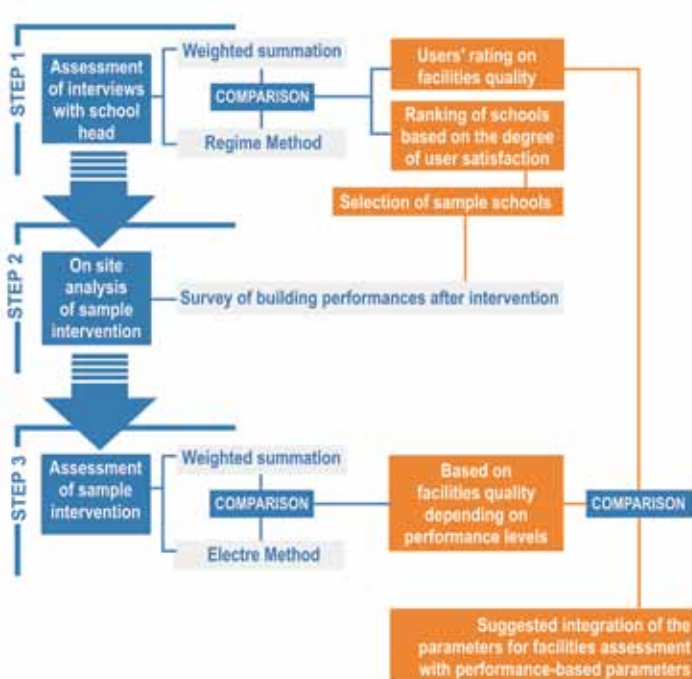 STEP 1
Assessment
of interviews
with school
head
Weighted summation
COMPARISON
Regime Method
Users' rating on
facilities quality
Ranking of schools
based on the degree
of user satisfaction
Selection of sample schools
STEP 2
On site
analysis
of sample
intervention
Survey of building performances after intervention
STEP 3
Assessment
of sample
intervention
Weighted summation
COMPARISON
Electre Method
Based on
facilities quality
depending on
performance levels
COMPARISON
Suggested integration of the
parameters for facilities assessment
with performance-based parameters